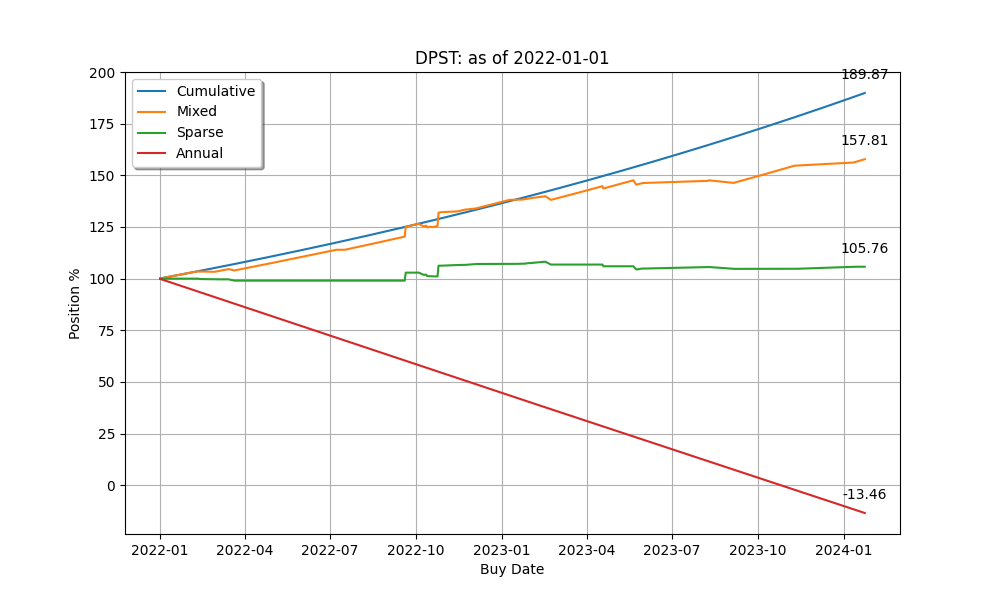 DPST: as of 2022-01-01
Cumulative
Mixed
Sparse
Annual
189.87
157.81
105.76
-13.46
200
175
150
125
100
75
50
25
0
Position %
2022-01 2022-04 2022-07 2022-10 2023-01 2023-04 2023-07 2023-10 2024-01
Buy Date